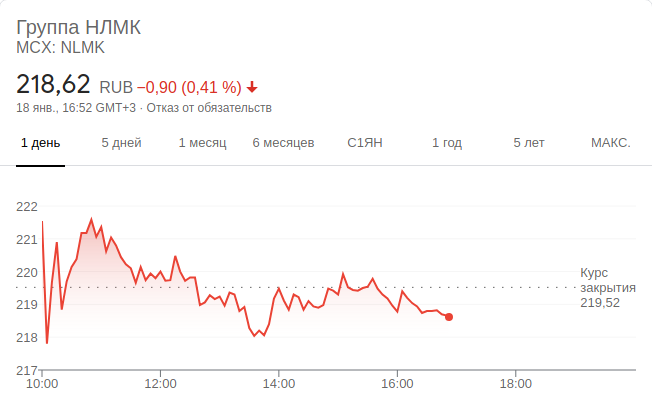 Группа НЛМК
MCX: NLMK
218,62 RUB −0,90 (0,41 %)
18 янв., 16:52 GMT+3 · Отказ от обязательств
1 день 5 дней 1 месяц 6 месяцев С1ЯН 1 год 5 лет МАКС.
222
221
220
219
218
217
Курс
закрытия
219,52
10:00 12:00 14:00 16:00 18:00